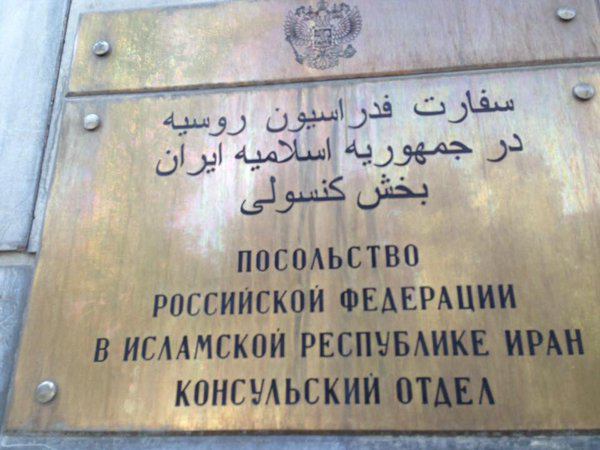 سفارت فدراسیون روسیه
در جمهوریه اسلامیه ایران
بخش کنسولی
ПОСОЛЬСТВО
РОССИЙСКОЙ ФЕДЕРАЦИИ
В ИСЛАМСКОЙ РЕСПУБЛИКЕ ИРАН
КОНСУЛЬСКИЙ ОТДЕЛ